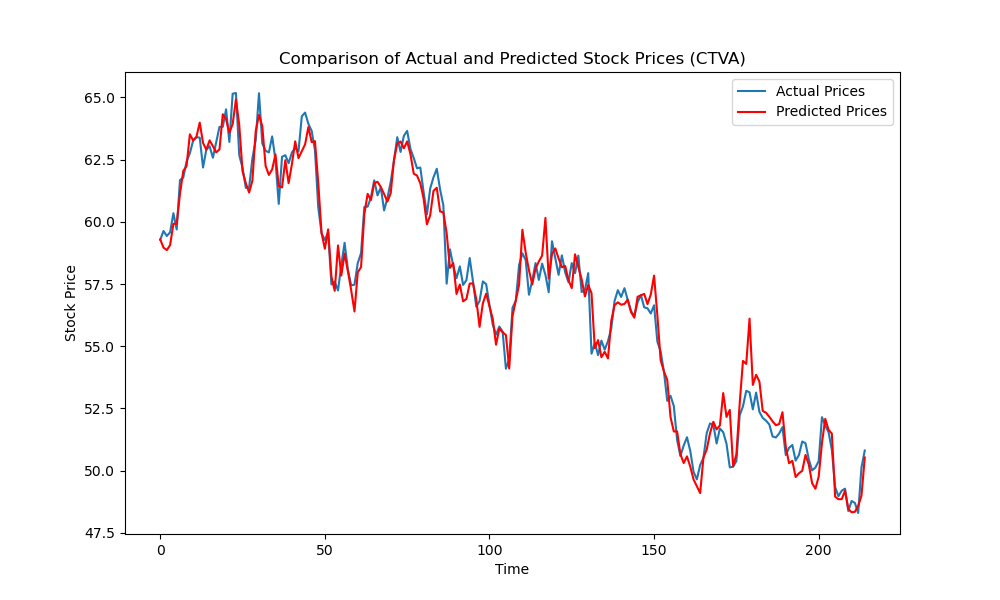 Comparison of Actual and Predicted Stock Prices (CTVA)
Actual Prices
Predicted Prices
65.0
62.5
60.0
57.5
55.0
52.5
50.0
47.5
Stock Price
0
50
100
150
200
Time